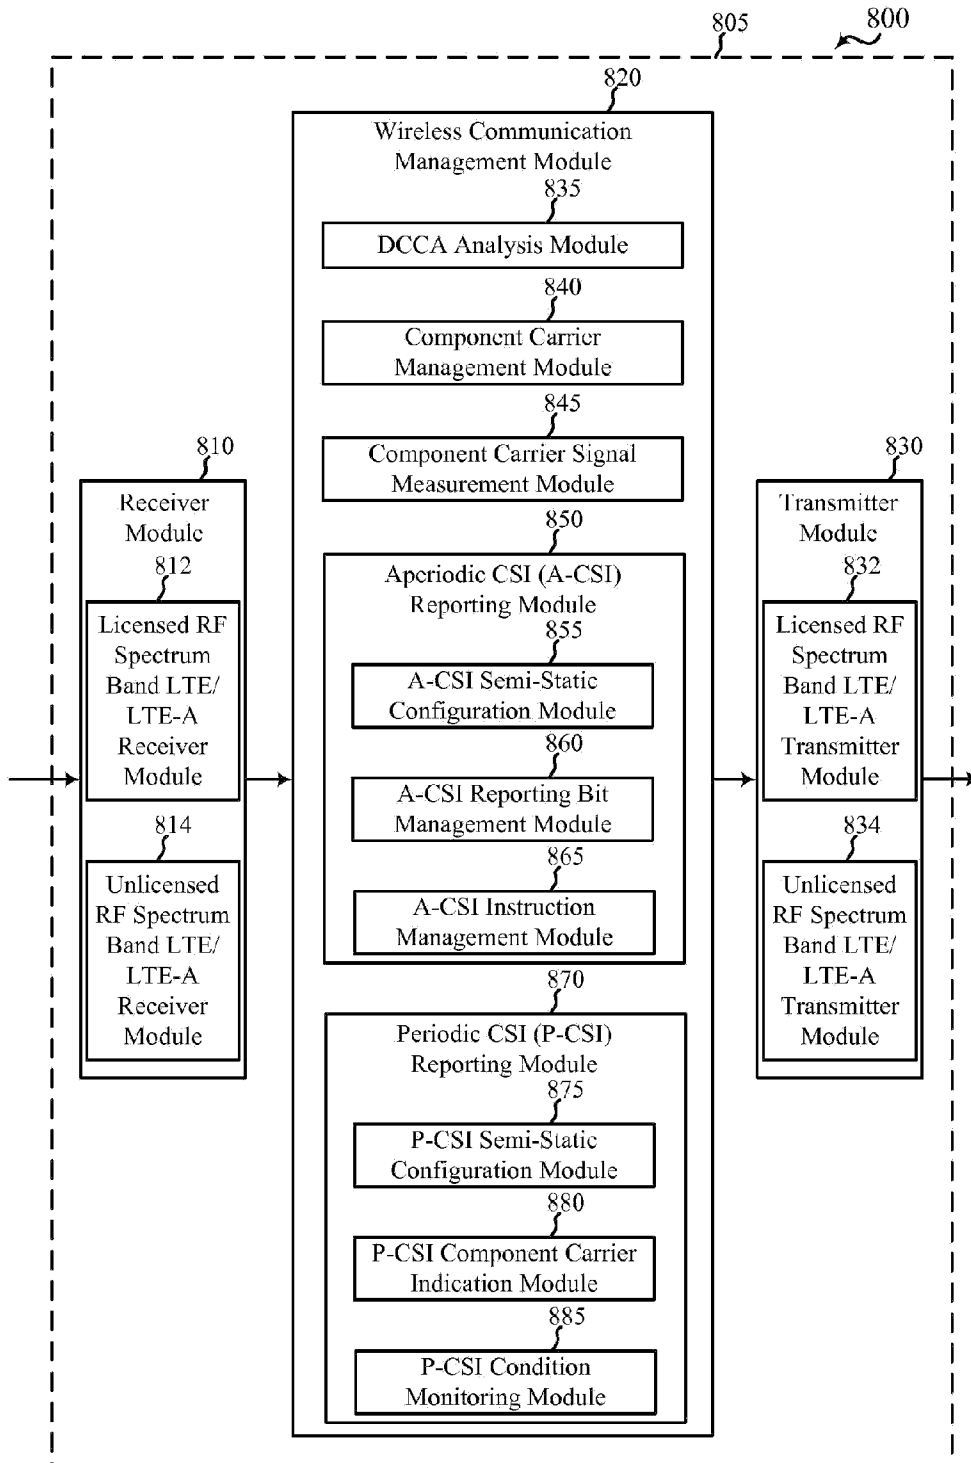 800
805
820
Wireless Communication
Management Module
835
DCCA Analysis Module
840
Component Carrier
Management Module
845
Component Carrier Signal
Measurement Module
810
Receiver
Module
812
Licensed RF
Spectrum
Band LTE/
LTE-A
Receiver
Module
814
Unlicensed
RF Spectrum
Band LTE/
LTE-A
Receiver
Module
850
Aperiodic CSI (A-CSI)
Reporting Module
855
A-CSI Semi-Static
Configuration Module
860
A-CSI Reporting Bit
Management Module
865
A-CSI Instruction
Management Module
870
Periodic CSI (P-CSI)
Reporting Module
875
P-CSI Semi-Static
Configuration Module
880
P-CSI Component Carrier
Indication Module
885
P-CSI Condition
Monitoring Module
830
Transmitter
Module
832
Licensed RF
Spectrum
Band LTE/
LTE-A
Transmitter
Module
834
Unlicensed
RF Spectrum
Band LTE/
LTE-A
Transmitter
Module